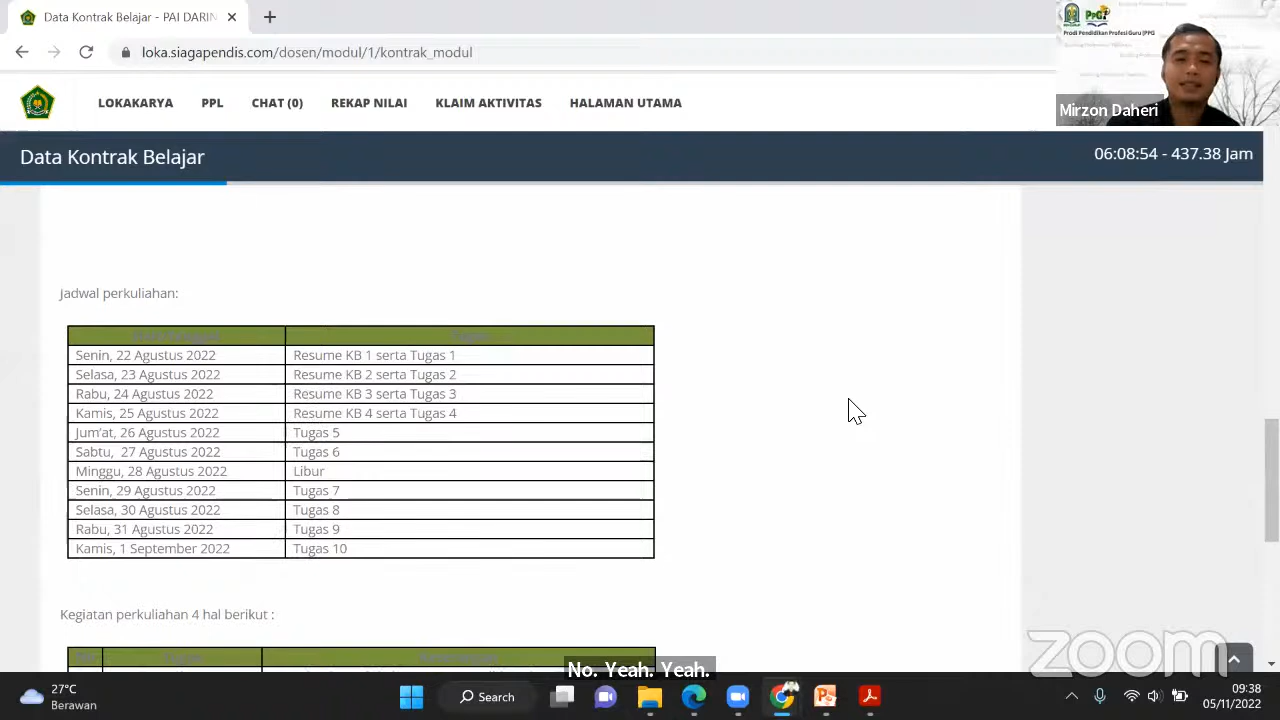 Data Kontrak Belajar - PAI DARIN
loka.siagapendis.com/dosen/modul/kontrak_bela
Prodi Pendidikan Profesi Guru (PPG
Mirzon Daheri
LOKAKARYA PPL CHAT (0) REKAP NILAI KLAIM AKTIVITAS HALAMAN UTAMA
Data Kontrak Belajar 06:08:54 - 437.38 Jam
Jadwal perkuliahan:
Senin, 22 Agustus 2022 Resume KB 1 serta Tugas 1
Selasa, 23 Agustus 2022 Resume KB 2 serta Tugas 2
Rabu, 24 Agustus 2022 Resume KB 3 serta Tugas 3
Kamis, 25 Agustus 2022 Resume KB 4 serta Tugas 4
Jum'at, 26 Agustus 2022 Tugas 5
Sabtu, 27 Agustus 2022 Tugas 6
Minggu, 28 Agustus 2022 Libur
Senin, 29 Agustus 2022 Tugas 7
Selasa, 30 Agustus 2022 Tugas 8
Rabu, 31 Agustus 2022 Tugas 9
Kamis, 1 September 2022 Tugas 10
Kegiatan perkuliahan 4 hal berikut :
zoom
No. Yeah. Yeah.
27°C
Berawan
Search
09:38
05/11/2022